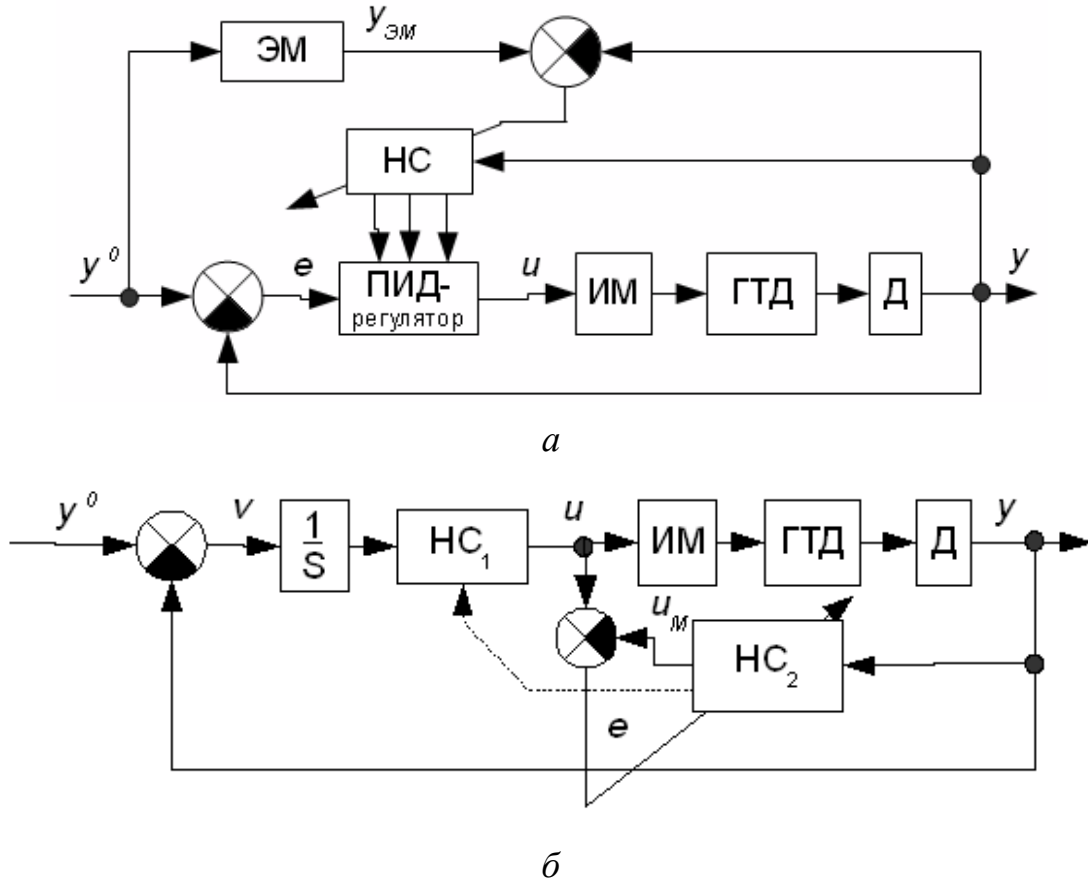 ЭМ
y_ЭМ
НС
y⁰
e
ПИД-
регулятор
u
ИМ
ГТД
Д
y
а
y⁰
v
1
S
НС₁
u
ИМ
ГТД
Д
y
u_М
НС₂
e
б